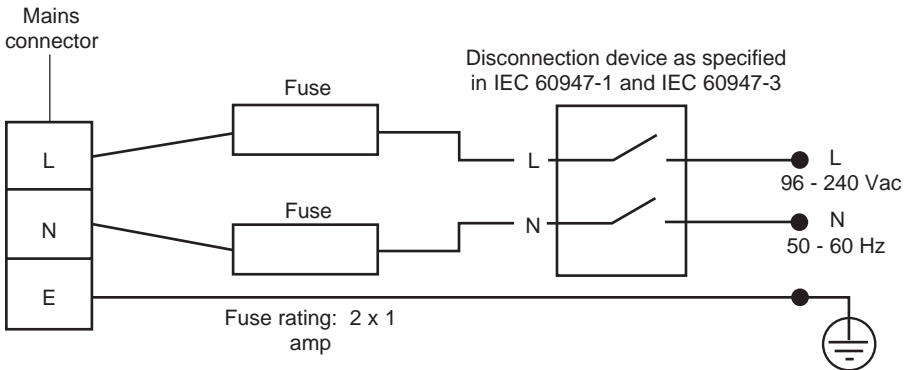 Mains
connector
Disconnection device as specified
in IEC 60947-1 and IEC 60947-3
Fuse
L
L
L
96 - 240 Vac
Fuse
N
N
N
50 - 60 Hz
E
Fuse rating: 2 x 1
amp